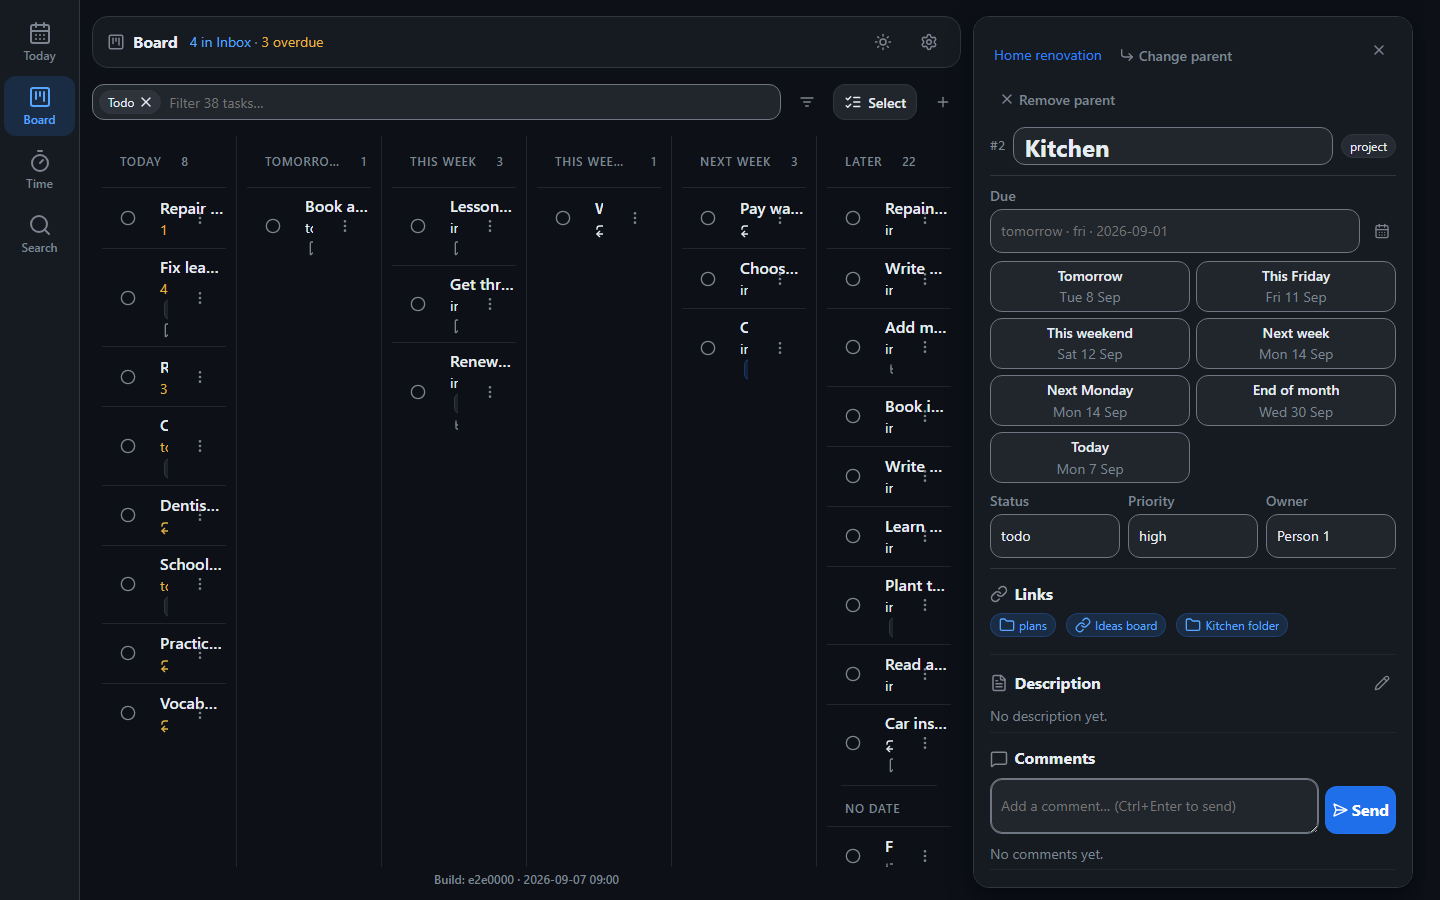 Today
Board
Time
Search
Board 4 in Inbox · 3 overdue
Todo
Filter 38 tasks...
Select
TODAY 8
Repair ...
1
Fix lea...
4
R
3
C
Dentis...
School...
Practic...
Vocab...
TOMORRO... 1
Book a...
THIS WEEK 3
Lesson...
Get thr...
Renew...
THIS WEE... 1
NEXT WEEK 3
Pay wa...
Choos...
C
LATER 22
Repain...
Write ...
Add m...
Book i...
Write ...
Learn ...
Plant t...
Read a...
Car ins...
NO DATE
F
Build: e2e0000 · 2026-09-07 09:00
Home renovation
Change parent
Remove parent
#2 Kitchen project
Due
tomorrow · fri · 2026-09-01
Tomorrow
Tue 8 Sep
This Friday
Fri 11 Sep
This weekend
Sat 12 Sep
Next week
Mon 14 Sep
Next Monday
Mon 14 Sep
End of month
Wed 30 Sep
Today
Mon 7 Sep
Status Priority Owner
todo high Person 1
Links
plans Ideas board Kitchen folder
Description
No description yet.
Comments
Add a comment... (Ctrl+Enter to send)
Send
No comments yet.